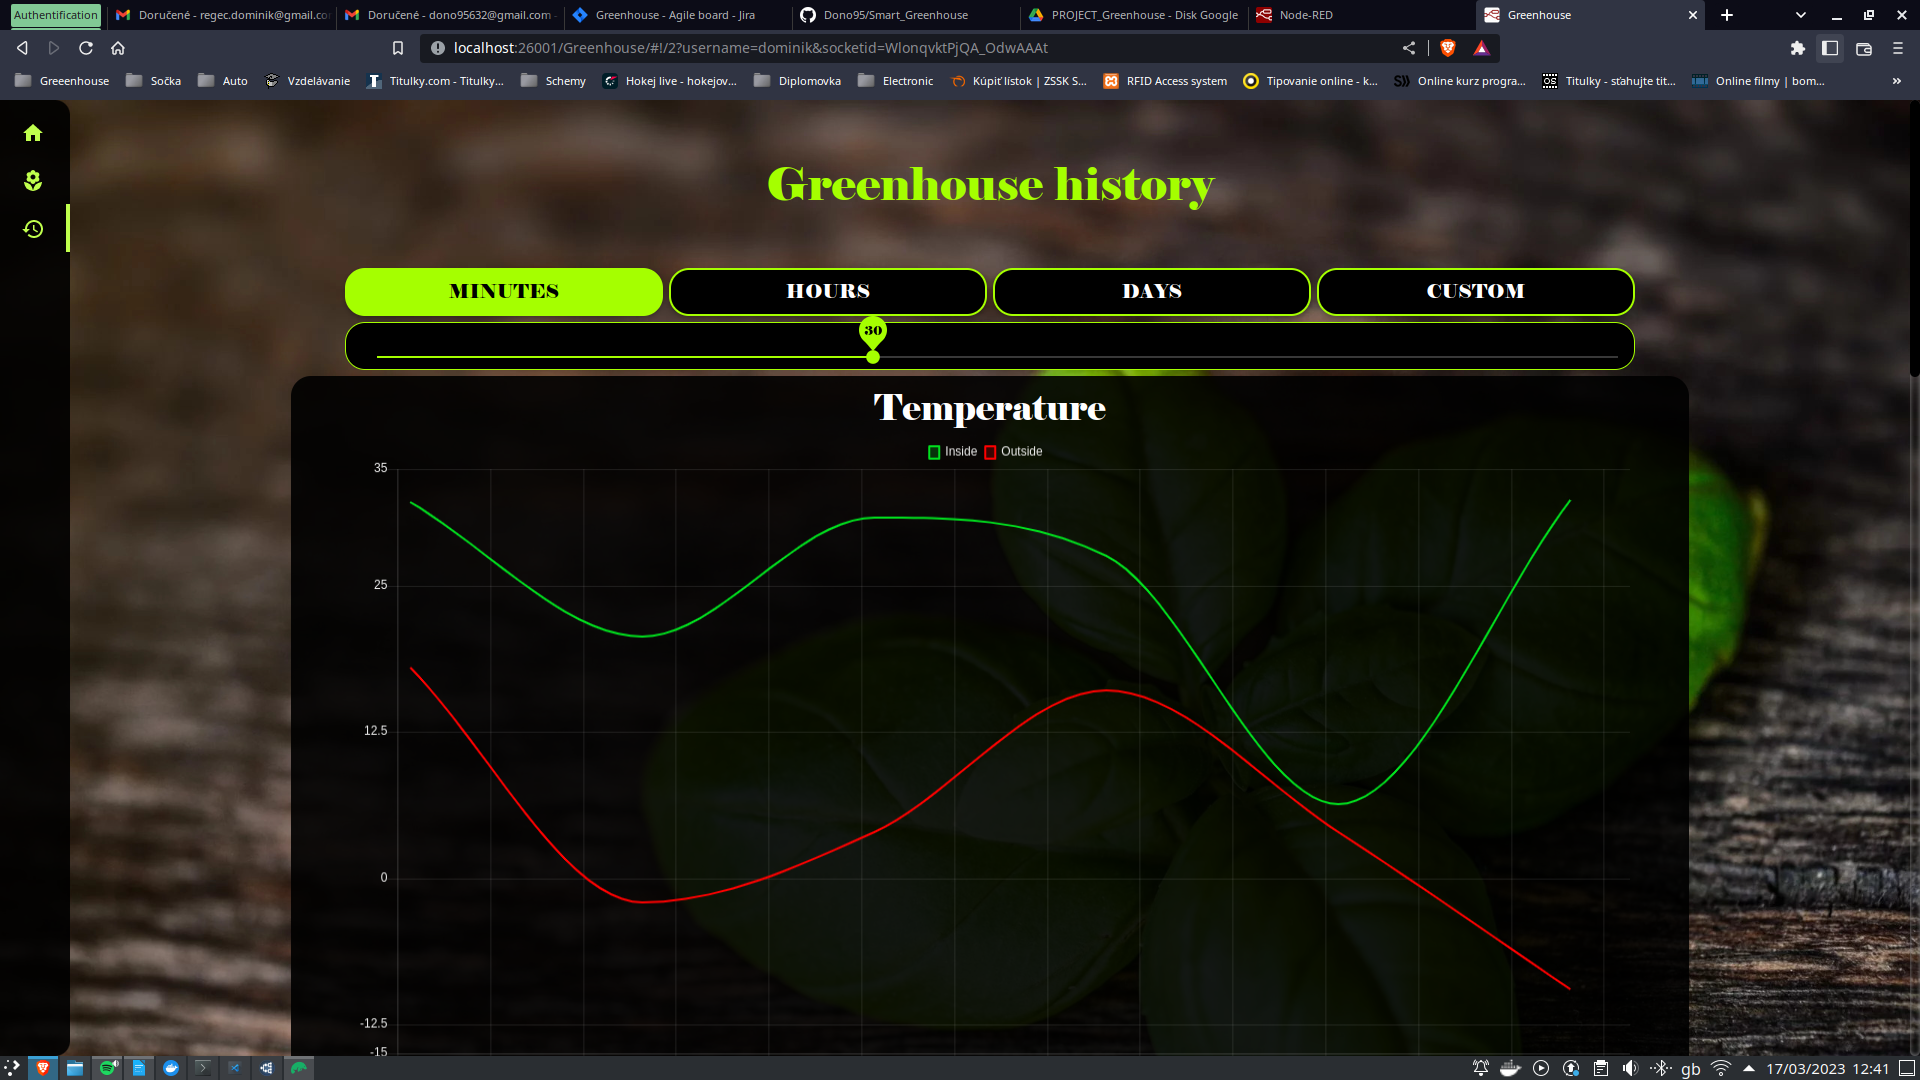 Authentification
Doručené - regec.dominik@gmail.co
Doručené - dono95632@gmail.com -
Greenhouse - Agile board - Jira
Dono95/Smart_Greenhouse
PROJECT_Greenhouse - Disk Google
Node-RED
Greenhouse
localhost:26001/Greenhouse/#!/2?username=dominik&socketid=WlonqvktPjQA_OdwAAAt
Greeenhouse
Sočka
Auto
Vzdelávanie
Titulky.com - Titulky...
Schemy
Hokej live - hokejov...
Diplomovka
Electronic
Kúpiť lístok | ZSSK S...
RFID Access system
Tipovanie online - k...
Online kurz progra...
Titulky - sťahujte tit...
Online filmy | bom...
Greenhouse history
MINUTES
HOURS
DAYS
CUSTOM
30
Temperature
Inside
Outside
35
25
12.5
0
-12.5
-15
gb
17/03/2023 12:41